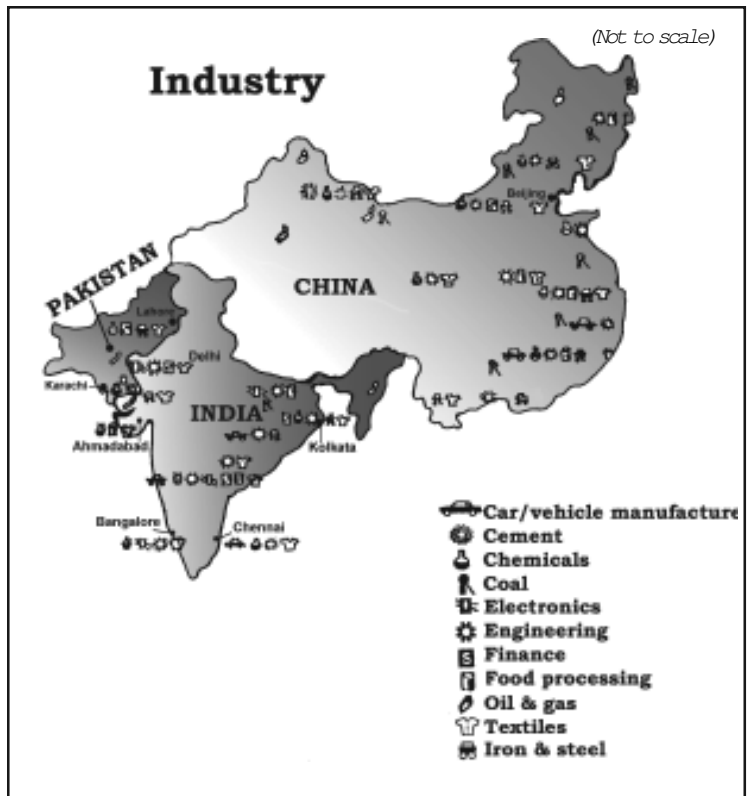 (Not to scale)
Industry
Beijing
CHINA
PAKISTAN
Lahore
Delhi
Karachi
INDIA
Ahmadabad
Kolkata
Bangalore
Chennai
Car/vehicle manufacture
Cement
Chemicals
Coal
Electronics
Engineering
Finance
Food processing
Oil & gas
Textiles
Iron & steel